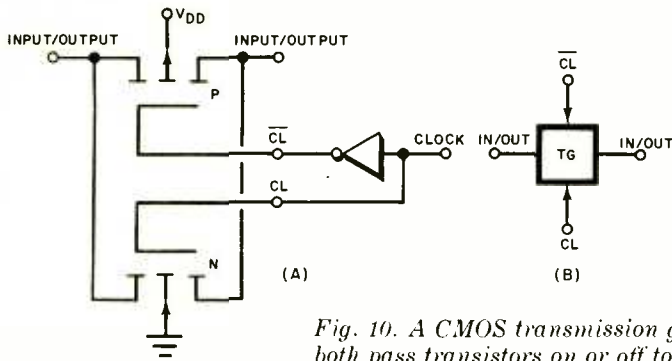 VDD
INPUT/OUTPUT
INPUT/OUTPUT
P
CL
CLOCK
CL
N
(A)
CL
IN/OUT
TG
IN/OUT
CL
(B)
Fig. 10. A CMOS transmission
both pass transistors on or off to